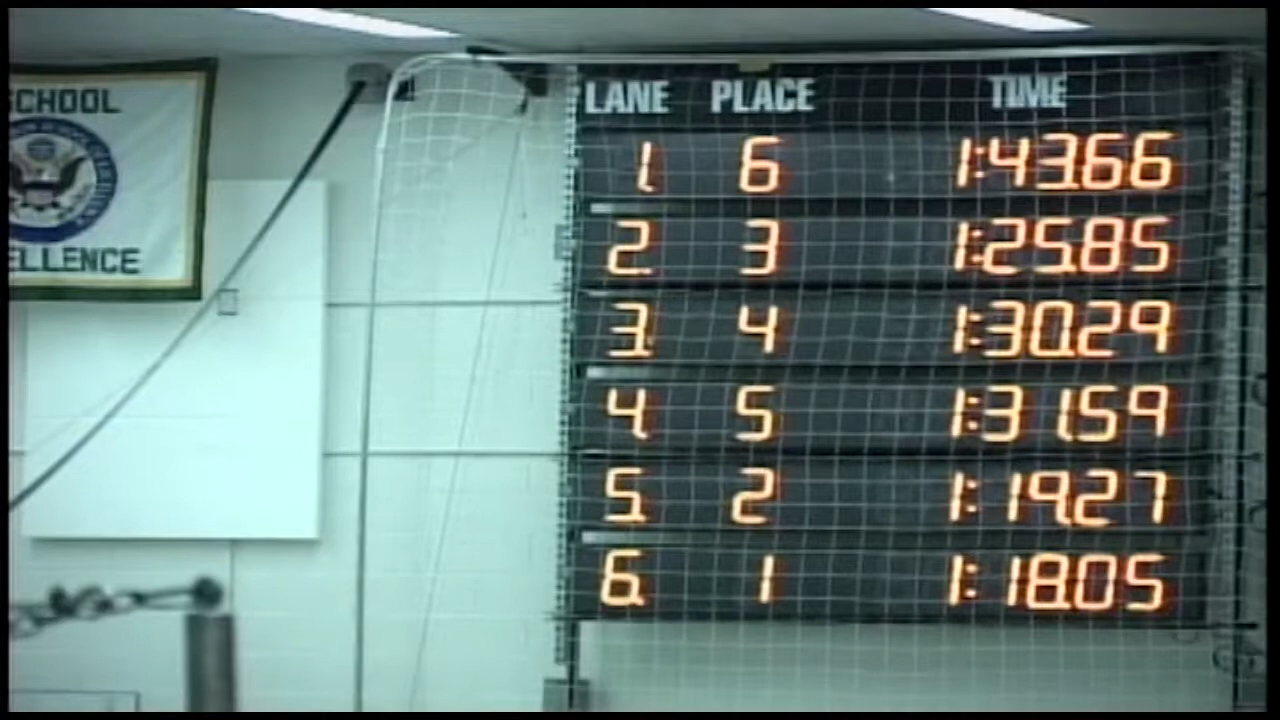 CHOOL
ELLENCE
LANE PLACE TIME
1. 6 1:43.66
2. 3 1:25.85
3. 4 1:30.29
4. 5 1:31.59
5. 2 1:19.27
6. 1 1:18.05